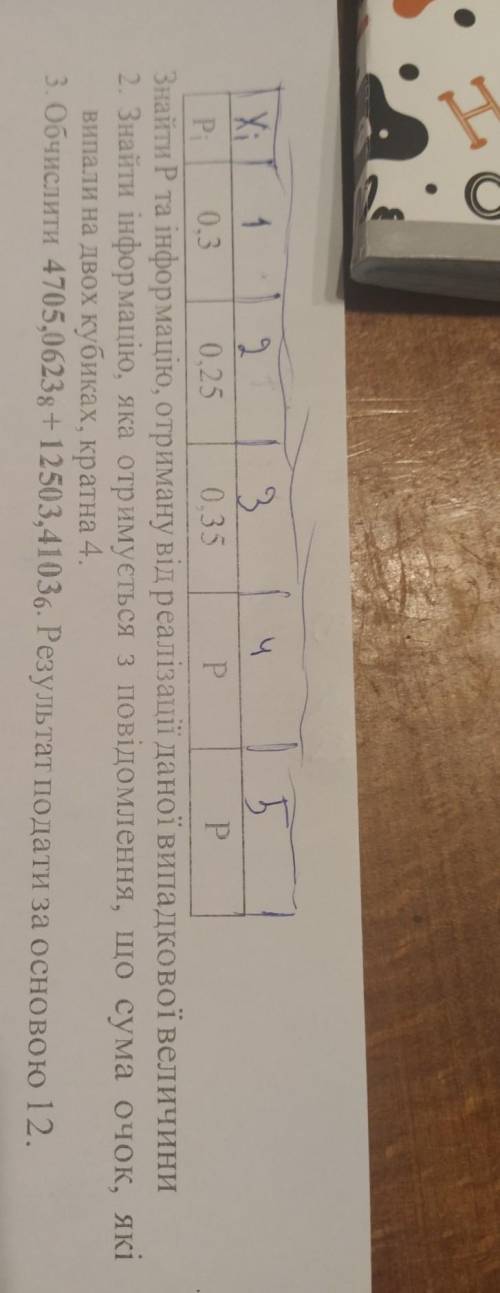 Xi 1 2 3 4 5
Pi 0,3 0,25 0,35 P P
Знайти P та інформацію, отриману від реалізації даної випадкової величини
2. Знайти інформацію, яка отримується з повідомлення, що сума очок, які
випали на двох кубиках, кратна 4.
3. Обчислити 4705,0623₈ + 12503,4103₆. Результат подати за основою 12.
Н